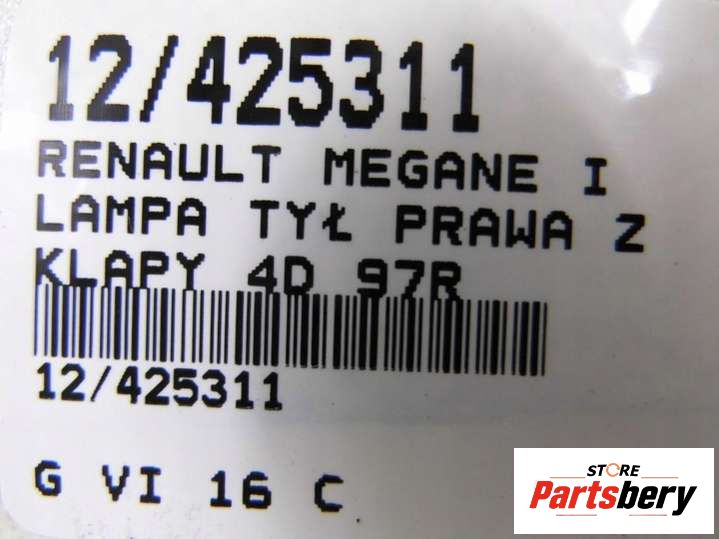 12/425311
RENAULT MEGANE I
LAMPA TYŁ PRAWA Z
KLAPY 4D 97R
12/425311
G VI 16 C
STORE
Partsbery